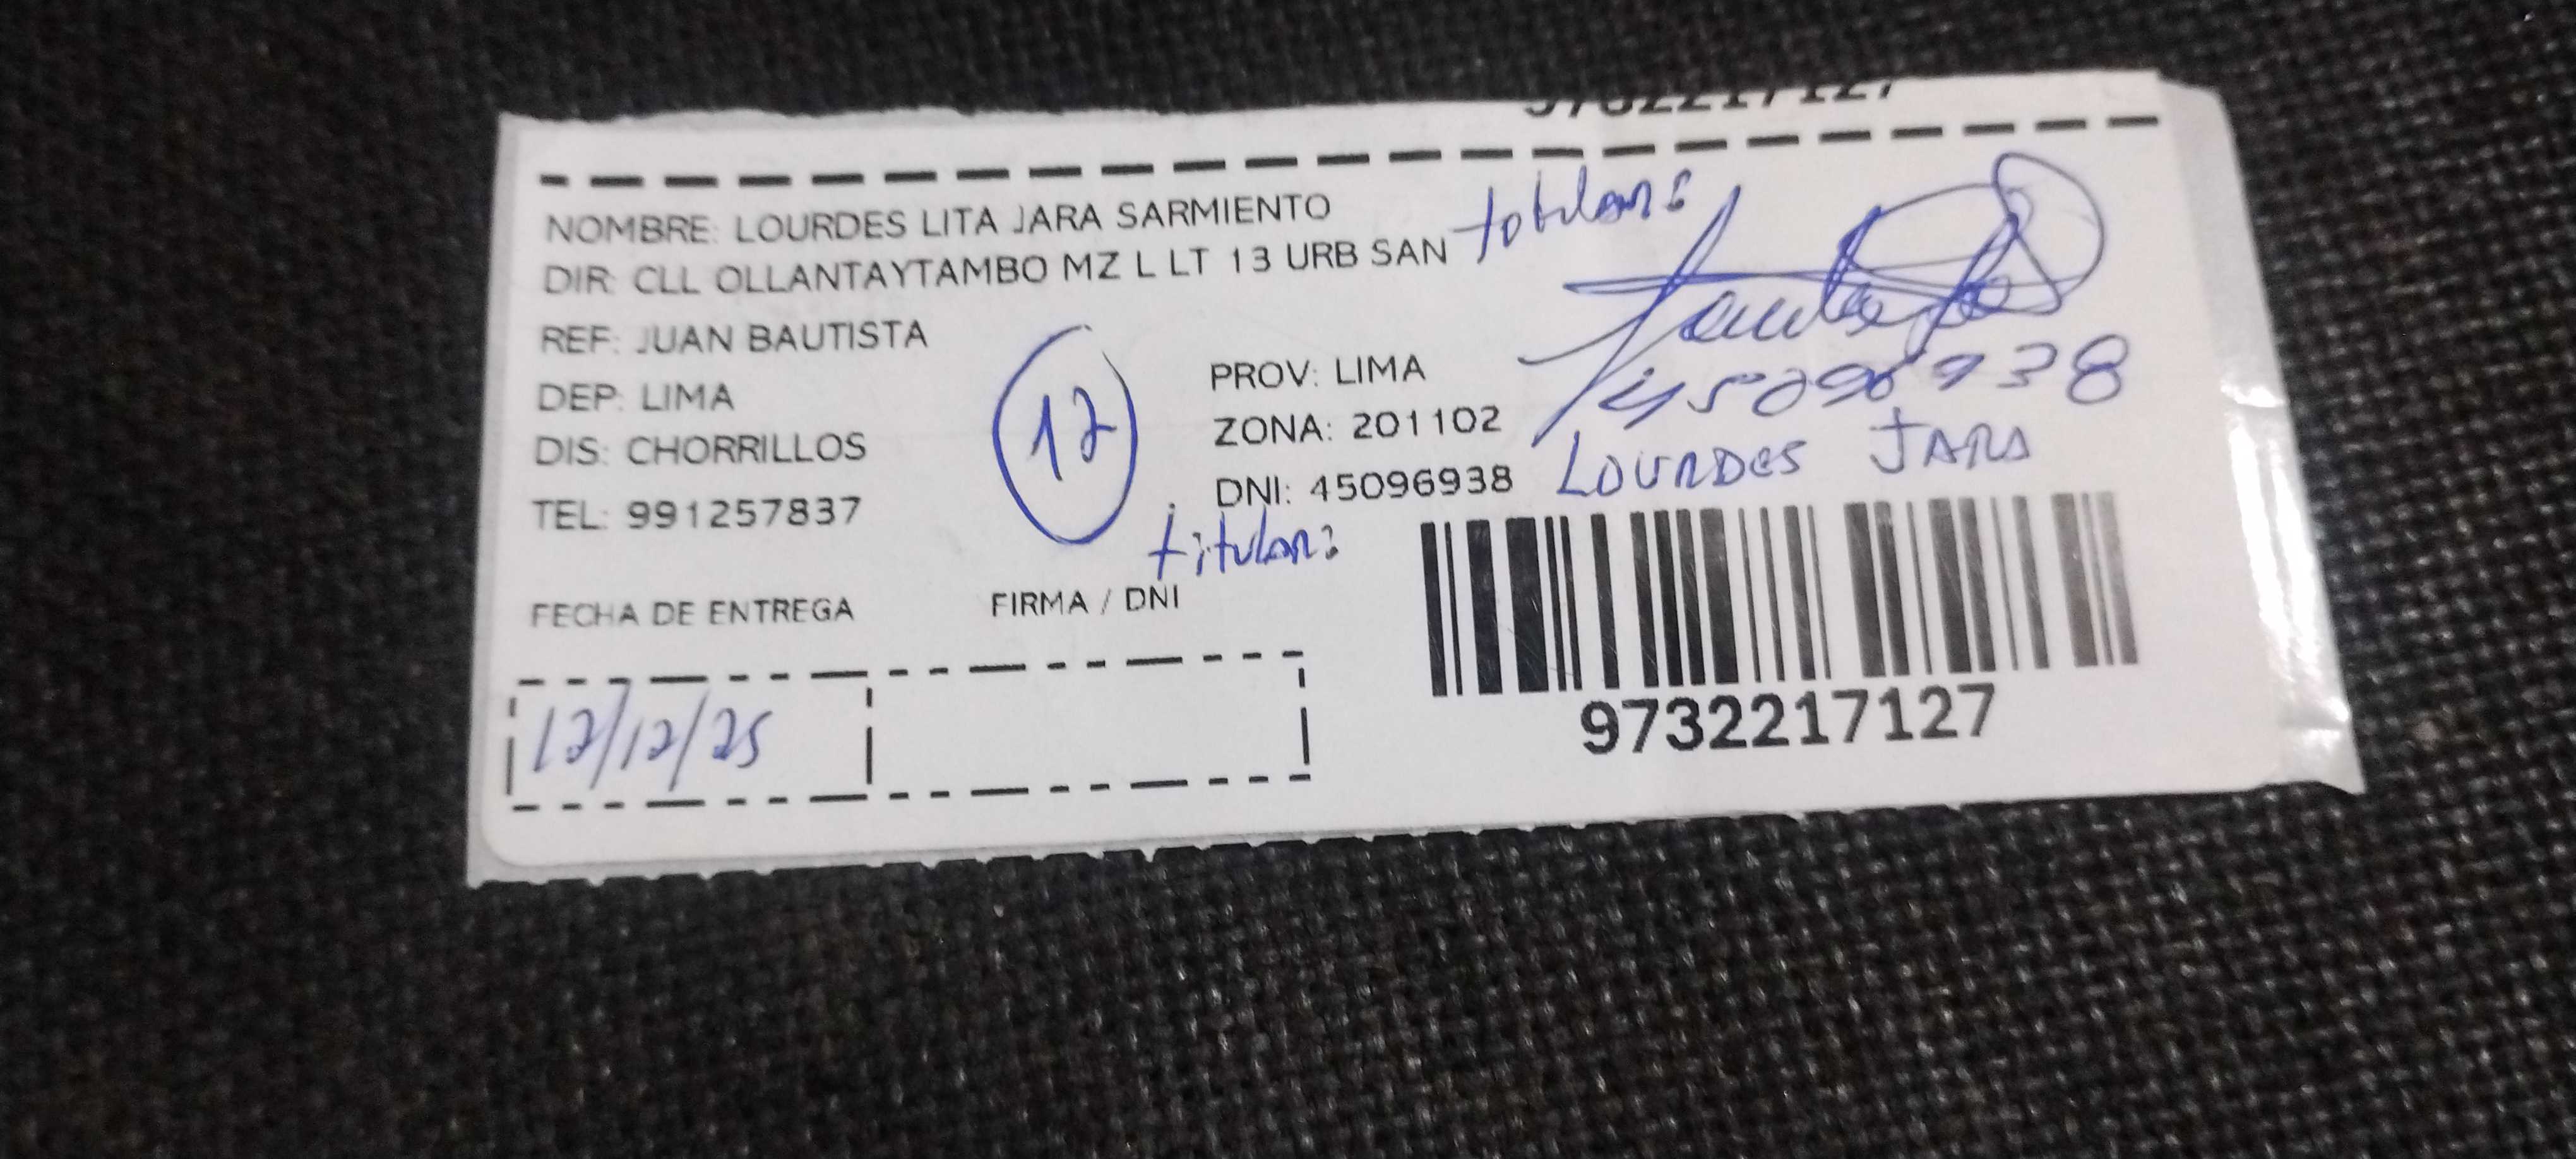 9732217127
NOMBRE: LOURDES LITA JARA SARMIENTO
titular:
DIR: CLL OLLANTAYTAMBO MZ L LT 13 URB SAN
REF: JUAN BAUTISTA
DEP: LIMA
PROV: LIMA
45096938
DIS: CHORRILLOS
12
ZONA: 201102
LOURDES JARA
TEL: 991257837
DNI: 45096938
titular:
FECHA DE ENTREGA
FIRMA / DNI
12/12/25
9732217127